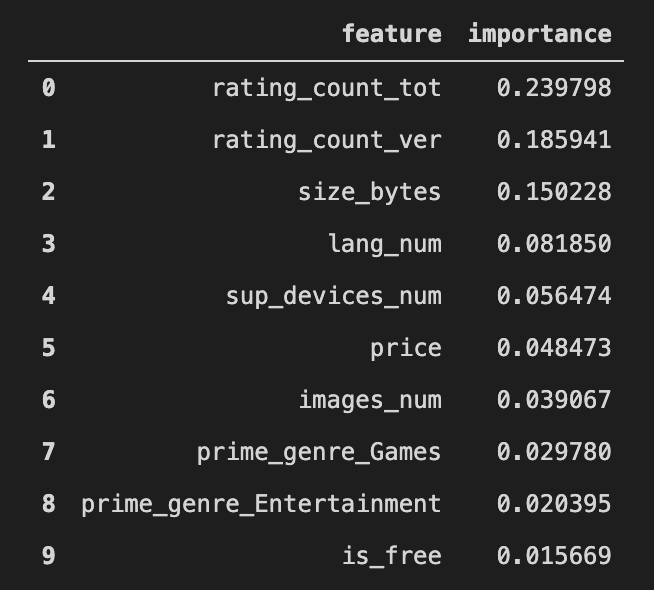 feature importance
0 rating_count_tot 0.239798
1 rating_count_ver 0.185941
2 size_bytes 0.150228
3 lang_num 0.081850
4 sup_devices_num 0.056474
5 price 0.048473
6 images_num 0.039067
7 prime_genre_Games 0.029780
8 prime_genre_Entertainment 0.020395
9 is_free 0.015669